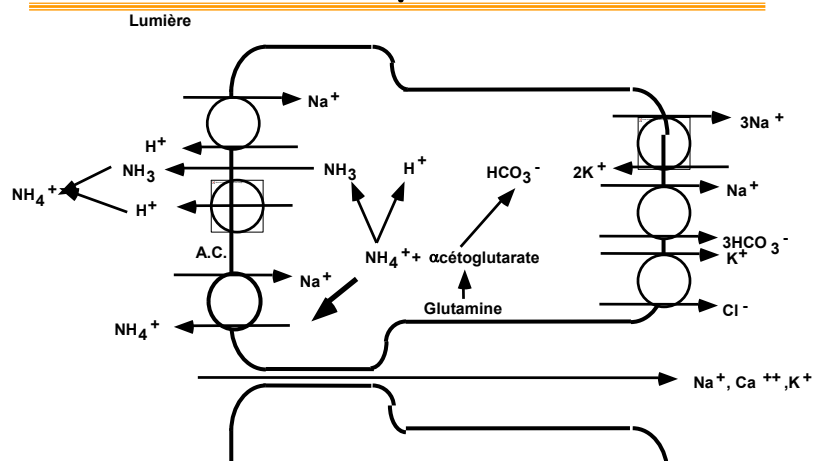 Lumière
Na+
3Na+
H+
NH3
NH3
H+
HCO3-
2K+
NH4+
H+
Na+
A.C.
NH4+ + αcétoglutarate
3HCO3-
K+
Na+
Glutamine
Cl-
NH4+
Na+, Ca ++ ,K+